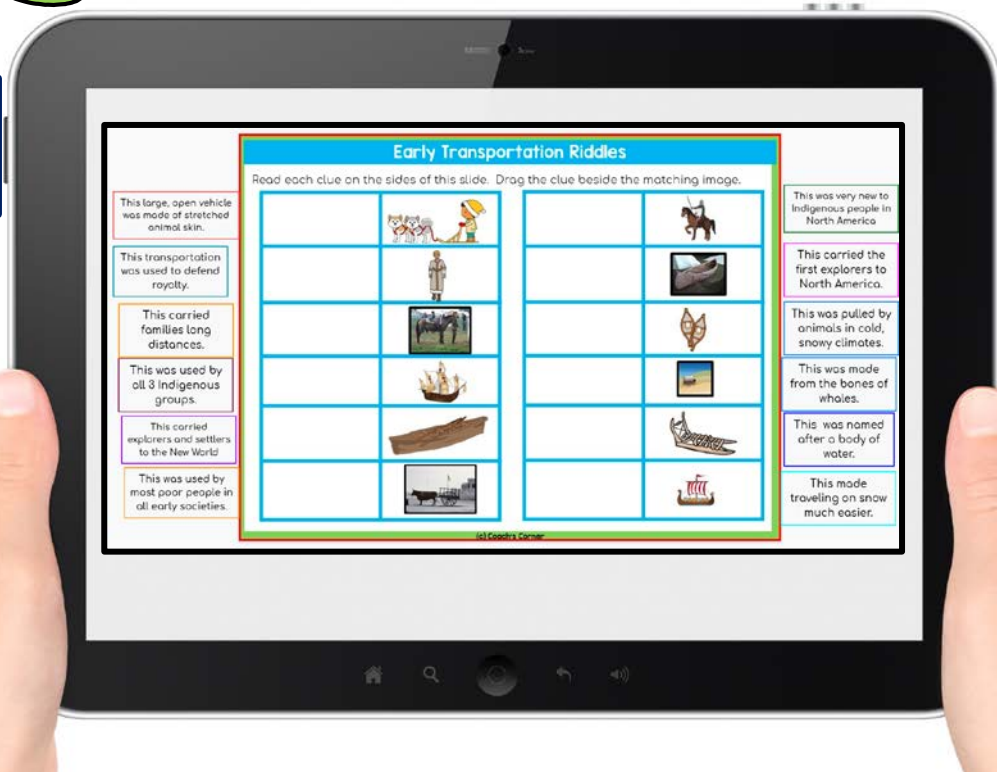 Early Transportation Riddles
Read each clue on the sides of this slide. Drag the clue beside the matching image.
This large, open vehicle
was made of stretched
animal skin.
This transportation
was used to defend
royalty.
This carried
families long
distances.
This was used by
all 3 Indigenous
groups.
This carried
explorers and settlers
to the New World
This was used by
most poor people in
all early societies.
This was very new to
Indigenous people in
North America
This carried the
first explorers to
North America.
This was pulled by
animals in cold,
snowy climates.
This was made
from the bones of
whales.
This was named
after a body of
water.
This made
traveling on snow
much easier.
(c) Coach's Corner